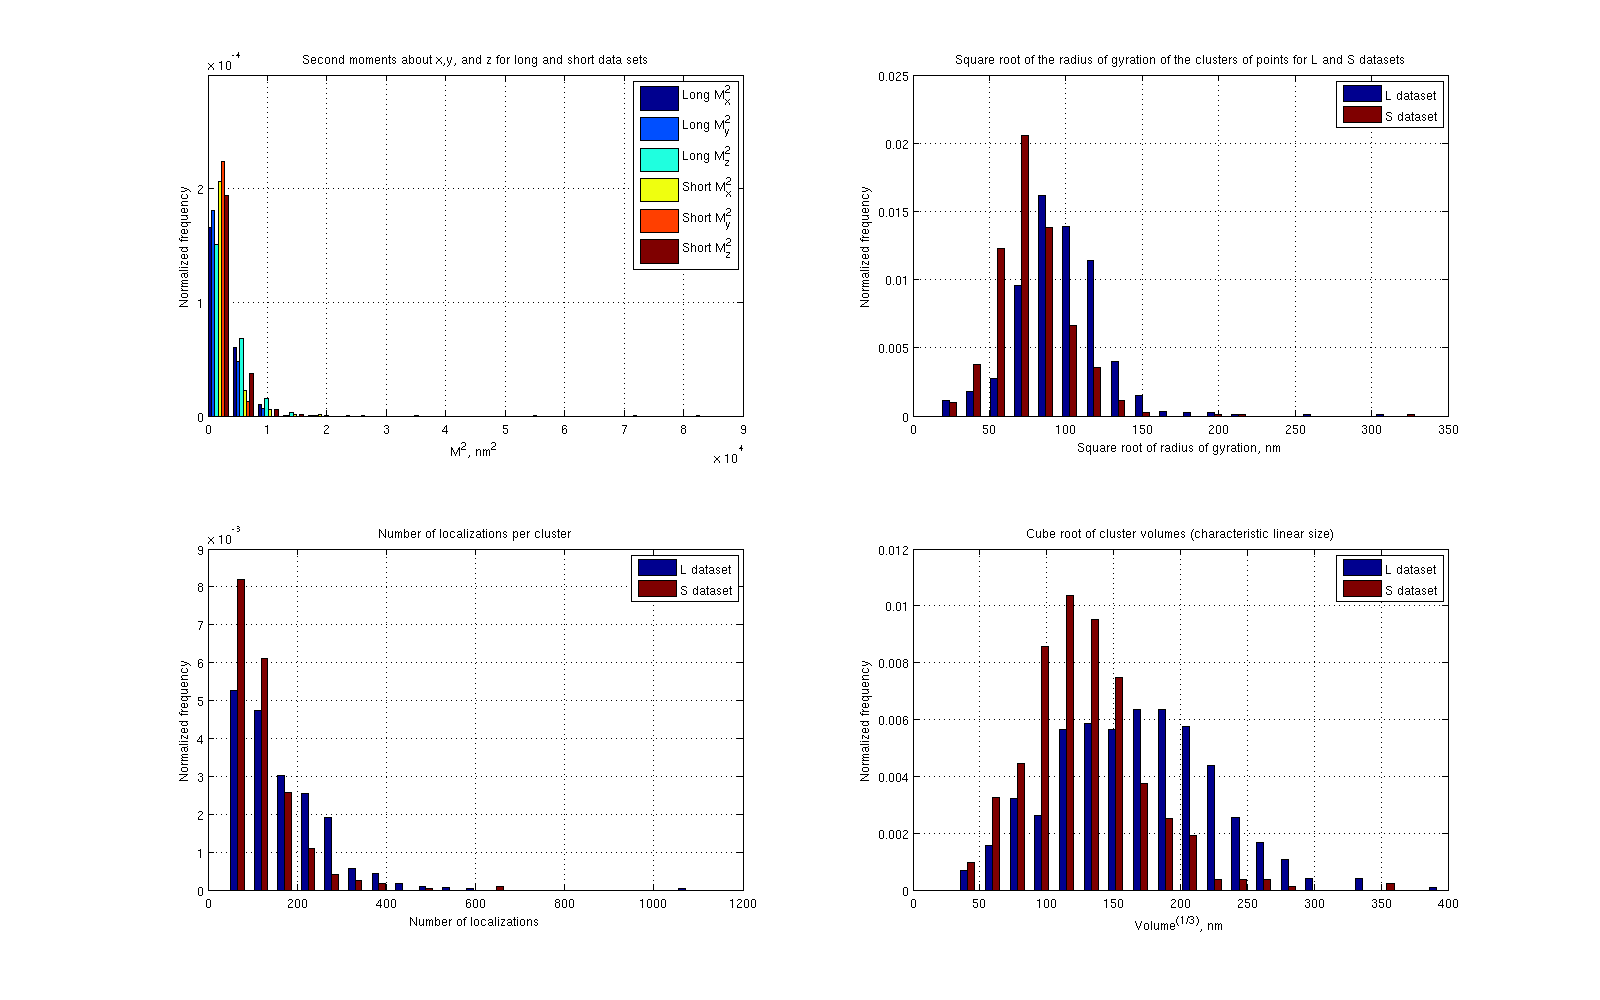 Second moments about x,y, and z for long and short data sets
x 10^-4
Normalized frequency
2
1
0
0 1 2 3 4 5 6 7 8 9
M^2, nm^2
x 10^4
Long M_x^2
Long M_y^2
Long M_z^2
Short M_x^2
Short M_y^2
Short M_z^2
Square root of the radius of gyration of the clusters of points for L and S datasets
Normalized frequency
0.025
0.02
0.015
0.01
0.005
0
0 50 100 150 200 250 300 350
Square root of radius of gyration, nm
L dataset
S dataset
Number of localizations per cluster
x 10^-3
Normalized frequency
9
8
7
6
5
4
3
2
1
0
0 200 400 600 800 1000 1200
Number of localizations
L dataset
S dataset
Cube root of cluster volumes (characteristic linear size)
Normalized frequency
0.012
0.01
0.008
0.006
0.004
0.002
0
0 50 100 150 200 250 300 350 400
Volume^(1/3), nm
L dataset
S dataset